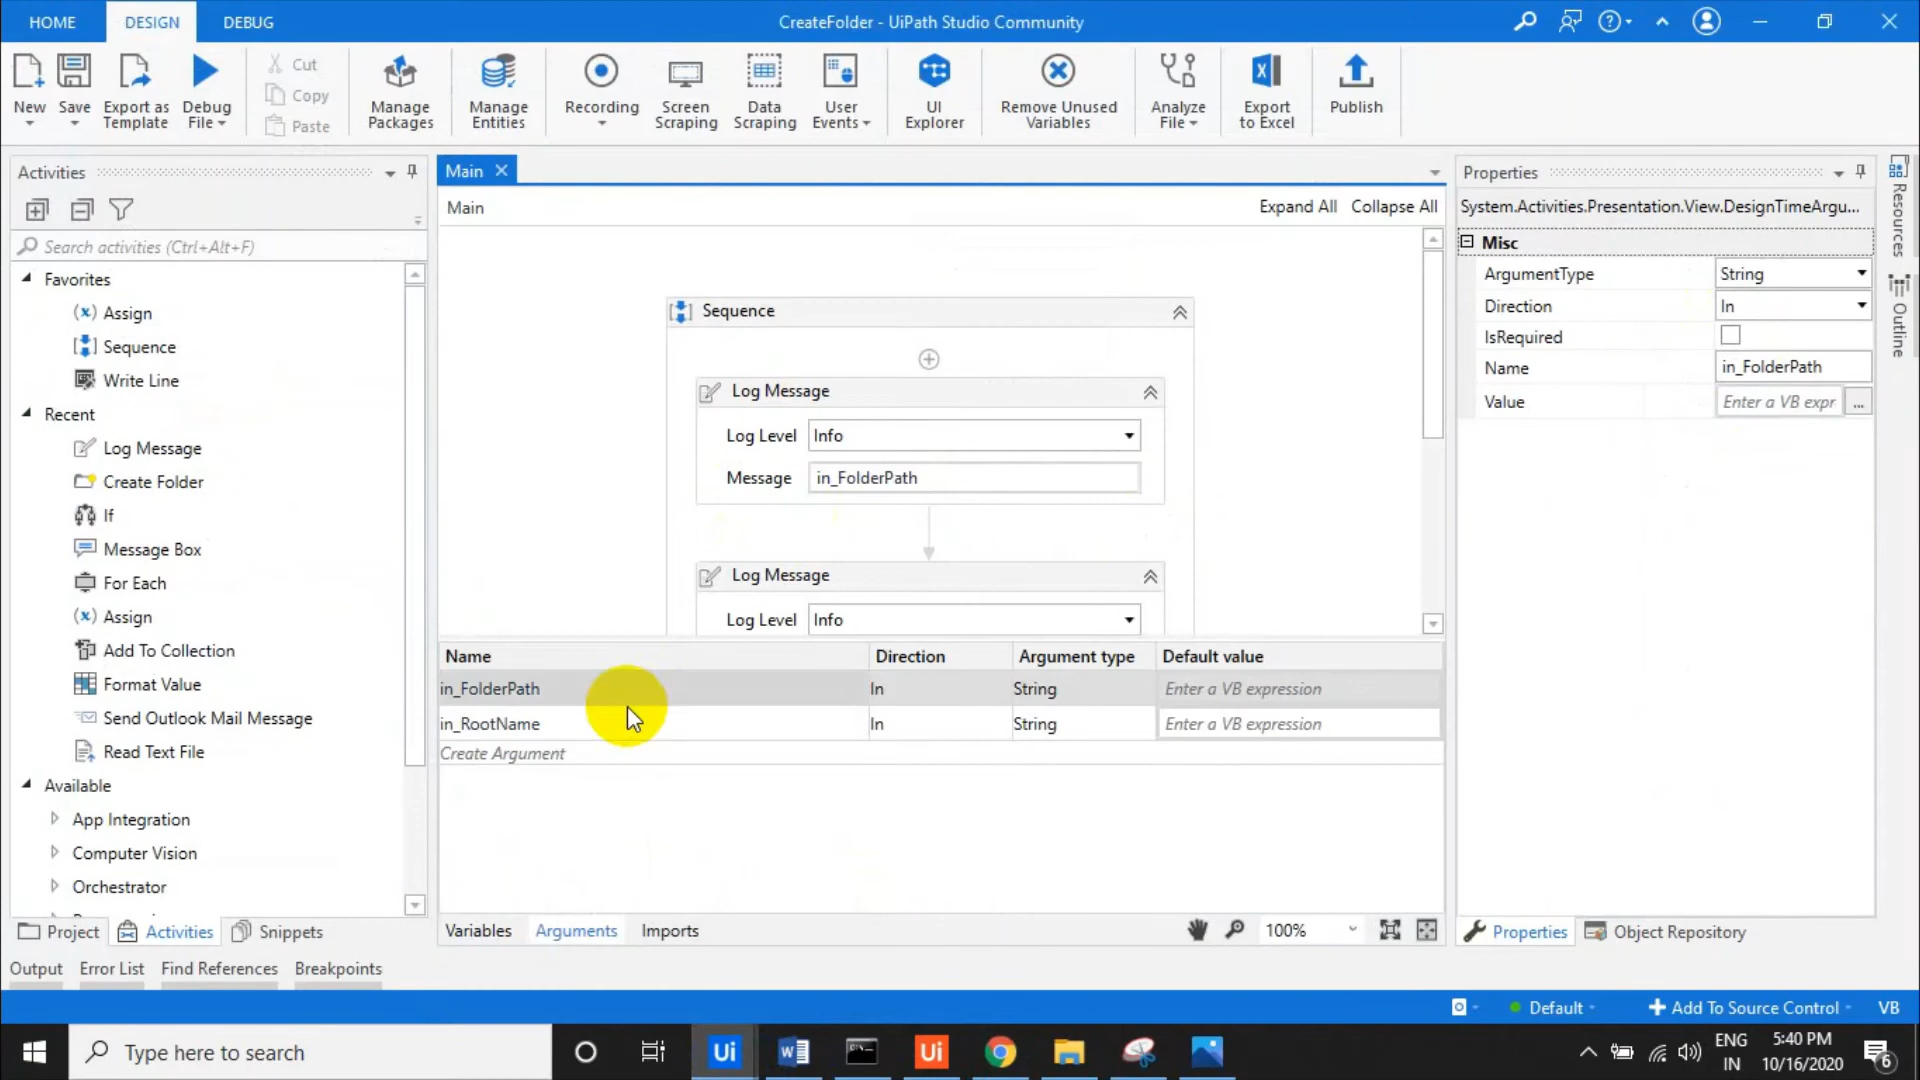 HOME
DESIGN
DEBUG
CreateFolder - UiPath Studio Community
New
Save
Export as
Template
Debug
File
Cut
Copy
Paste
Manage
Packages
Manage
Entities
Recording
Screen
Scraping
Data
Scraping
User
Events
UI
Explorer
Remove Unused
Variables
Analyze
File
Export
to Excel
Publish
Activities
Search activities (Ctrl+Alt+F)
Favorites
Assign
Sequence
Write Line
Recent
Log Message
Create Folder
If
Message Box
For Each
Assign
Add To Collection
Format Value
Send Outlook Mail Message
Read Text File
Available
App Integration
Computer Vision
Orchestrator
Project
Activities
Snippets
Main
Main
Expand All
Collapse All
Sequence
Log Message
Log Level
Info
Message
in_FolderPath
Log Message
Log Level
Info
Name
Direction
Argument type
Default value
in_FolderPath
In
String
Enter a VB expression
in_RootName
In
String
Enter a VB expression
Create Argument
Variables
Arguments
Imports
100%
Properties
System.Activities.Presentation.View.DesignTimeArgu...
Misc
ArgumentType
String
Direction
In
IsRequired
Name
in_FolderPath
Value
Enter a VB expr
...
Properties
Object Repository
Resources
Outline
Output
Error List
Find References
Breakpoints
Default
Add To Source Control
VB
Type here to search
Ui
Ui
ENG
IN
5:40 PM
10/16/2020
6